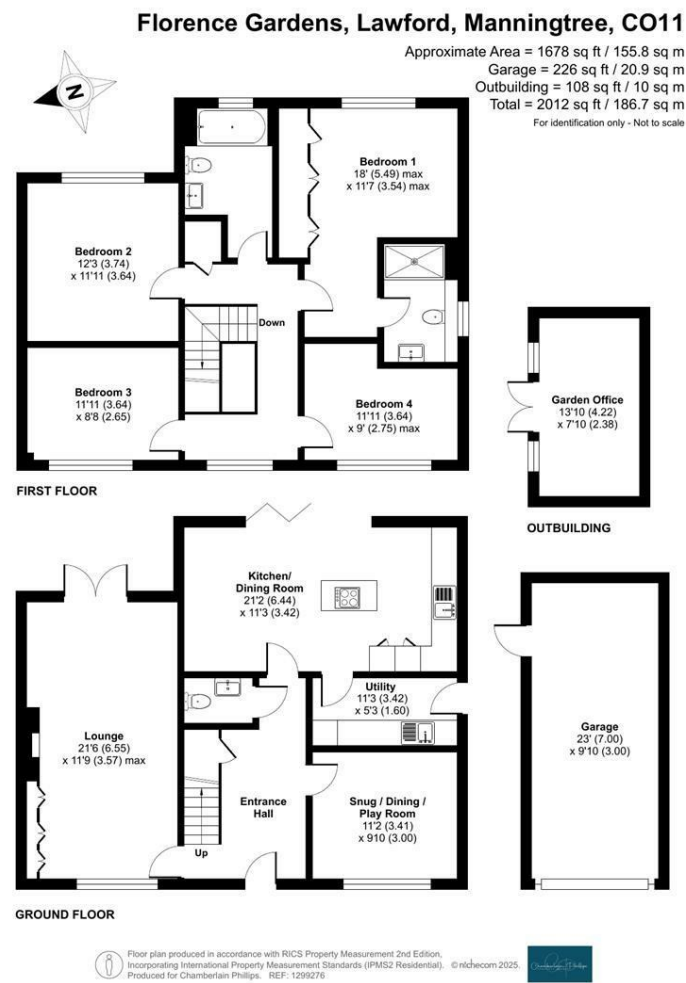 Florence Gardens, Lawford, Manningtree, CO11
Approximate Area = 1678 sq ft / 155.8 sq m
Garage = 226 sq ft / 20.9 sq m
Outbuilding = 108 sq ft / 10 sq m
Total = 2012 sq ft / 186.7 sq m
For identification only - Not to scale
N
Bedroom 1
18' (5.49) max
x 11'7 (3.54) max
Bedroom 2
12'3 (3.74)
x 11'11 (3.64)
Down
Bedroom 3
11'11 (3.64)
x 8'8 (2.65)
Bedroom 4
11'11 (3.64)
x 9' (2.75) max
FIRST FLOOR
Garden Office
13'10 (4.22)
x 7'10 (2.38)
OUTBUILDING
Kitchen/
Dining Room
21'2 (6.44)
x 11'3 (3.42)
Utility
11'3 (3.42)
x 5'3 (1.60)
Lounge
21'6 (6.55)
x 11'9 (3.57) max
Entrance
Hall
Up
Snug / Dining /
Play Room
11'2 (3.41)
x 910 (3.00)
Garage
23' (7.00)
x 9'10 (3.00)
GROUND FLOOR
Floor plan produced in accordance with RICS Property Measurement 2nd Edition,
Incorporating International Property Measurement Standards (IPMS2 Residential). © nichecom 2025.
Produced for Chamberlain Phillips. REF: 1299276
Chamberlain Phillips